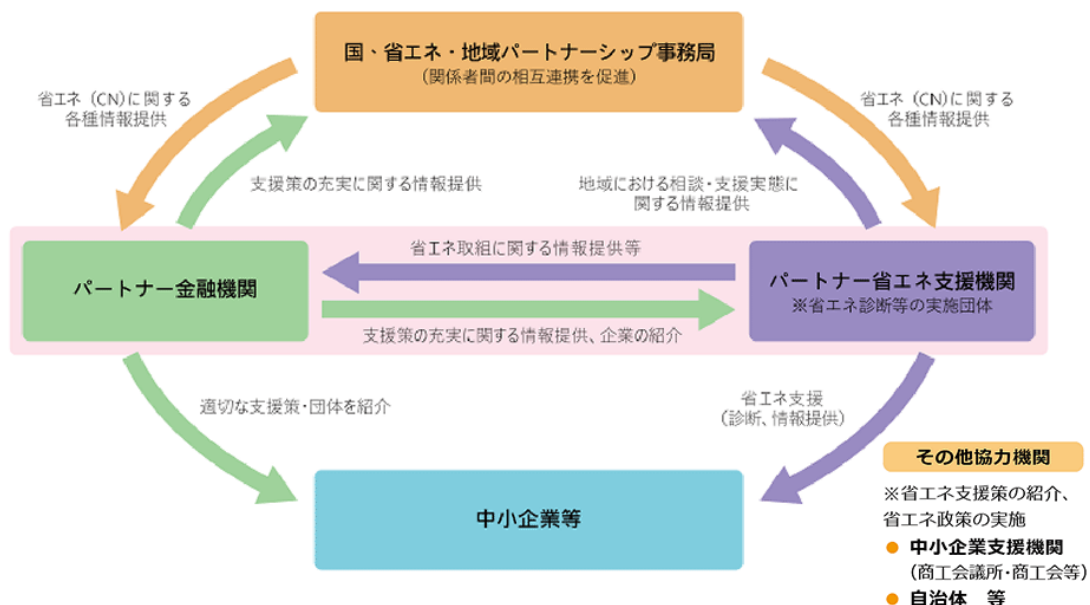 国、省エネ・地域パートナーシップ事務局
（関係者間の相互連携を促進）
省エネ（CN）に関する
各種情報提供
省エネ（CN）に関する
各種情報提供
支援策の充実に関する情報提供
地域における相談・支援実態に
関する情報提供
省エネ取組に関する情報提供等
パートナー金融機関
パートナー省エネ支援機関
※省エネ診断等の実施団体
支援策の充実に関する情報提供、企業の紹介
適切な支援策・団体を紹介
省エネ支援
（診断、情報提供）
中小企業等
その他協力機関
※省エネ支援策の紹介、
省エネ政策の実施
● 中小企業支援機関
（商工会議所・商工会等）
● 自治体　等